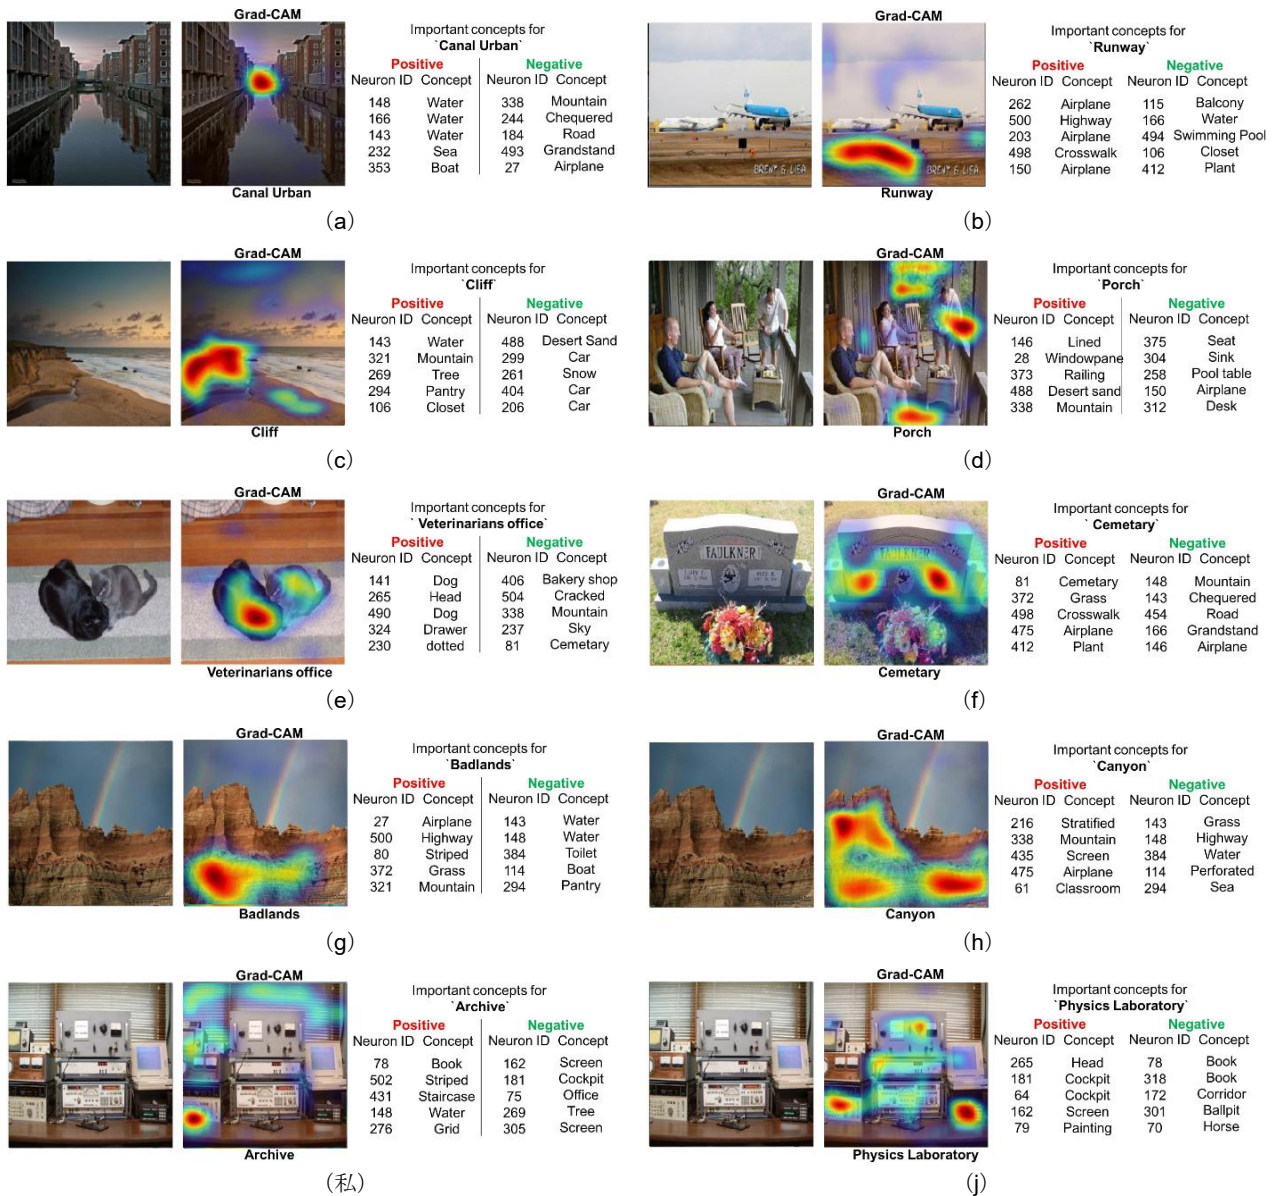 Grad-CAM
Important concepts for
`Canal Urban`
Positive Negative
Neuron ID Concept Neuron ID Concept
148 Water 338 Mountain
166 Water 244 Chequered
143 Water 184 Road
232 Sea 493 Grandstand
353 Boat 27 Airplane
Canal Urban
(a)
Grad-CAM
Important concepts for
`Runway`
Positive Negative
Neuron ID Concept Neuron ID Concept
262 Airplane 115 Balcony
500 Highway 166 Water
203 Airplane 494 Swimming Pool
498 Crosswalk 106 Closet
150 Airplane 412 Plant
BRENT & LISA
BRENT & LISA
Runway
(b)
Grad-CAM
Important concepts for
`Cliff`
Positive Negative
Neuron ID Concept Neuron ID Concept
143 Water 488 Desert Sand
321 Mountain 299 Car
269 Tree 261 Snow
294 Pantry 404 Car
106 Closet 206 Car
Cliff
(c)
Grad-CAM
Important concepts for
`Porch`
Positive Negative
Neuron ID Concept Neuron ID Concept
146 Lined 375 Seat
28 Windowpane 304 Sink
373 Railing 258 Pool table
488 Desert sand 150 Airplane
338 Mountain 312 Desk
Porch
(d)
Grad-CAM
Important concepts for
` Veterinarians office`
Positive Negative
Neuron ID Concept Neuron ID Concept
141 Dog 406 Bakery shop
265 Head 504 Cracked
490 Dog 338 Mountain
324 Drawer 237 Sky
230 dotted 81 Cemetary
Veterinarians office
(e)
Grad-CAM
Important concepts for
` Cemetary`
Positive Negative
Neuron ID Concept Neuron ID Concept
81 Cemetary 148 Mountain
372 Grass 143 Chequered
498 Crosswalk 454 Road
475 Airplane 166 Grandstand
412 Plant 146 Airplane
FAULKNER
FAULKNER
Cemetary
(f)
Grad-CAM
Important concepts for
`Badlands`
Positive Negative
Neuron ID Concept Neuron ID Concept
27 Airplane 143 Water
500 Highway 148 Water
80 Striped 384 Toilet
372 Grass 114 Boat
321 Mountain 294 Pantry
Badlands
(g)
Grad-CAM
Important concepts for
`Canyon`
Positive Negative
Neuron ID Concept Neuron ID Concept
216 Stratified 143 Grass
338 Mountain 148 Highway
435 Screen 384 Water
475 Airplane 114 Perforated
61 Classroom 294 Sea
Canyon
(h)
Grad-CAM
Important concepts for
`Archive`
Positive Negative
Neuron ID Concept Neuron ID Concept
78 Book 162 Screen
502 Striped 181 Cockpit
431 Staircase 75 Office
148 Water 269 Tree
276 Grid 305 Screen
Archive
(私)
Grad-CAM
Important concepts for
`Physics Laboratory`
Positive Negative
Neuron ID Concept Neuron ID Concept
265 Head 78 Book
181 Cockpit 318 Book
64 Cockpit 172 Corridor
162 Screen 301 Ballpit
79 Painting 70 Horse
Physics Laboratory
(j)